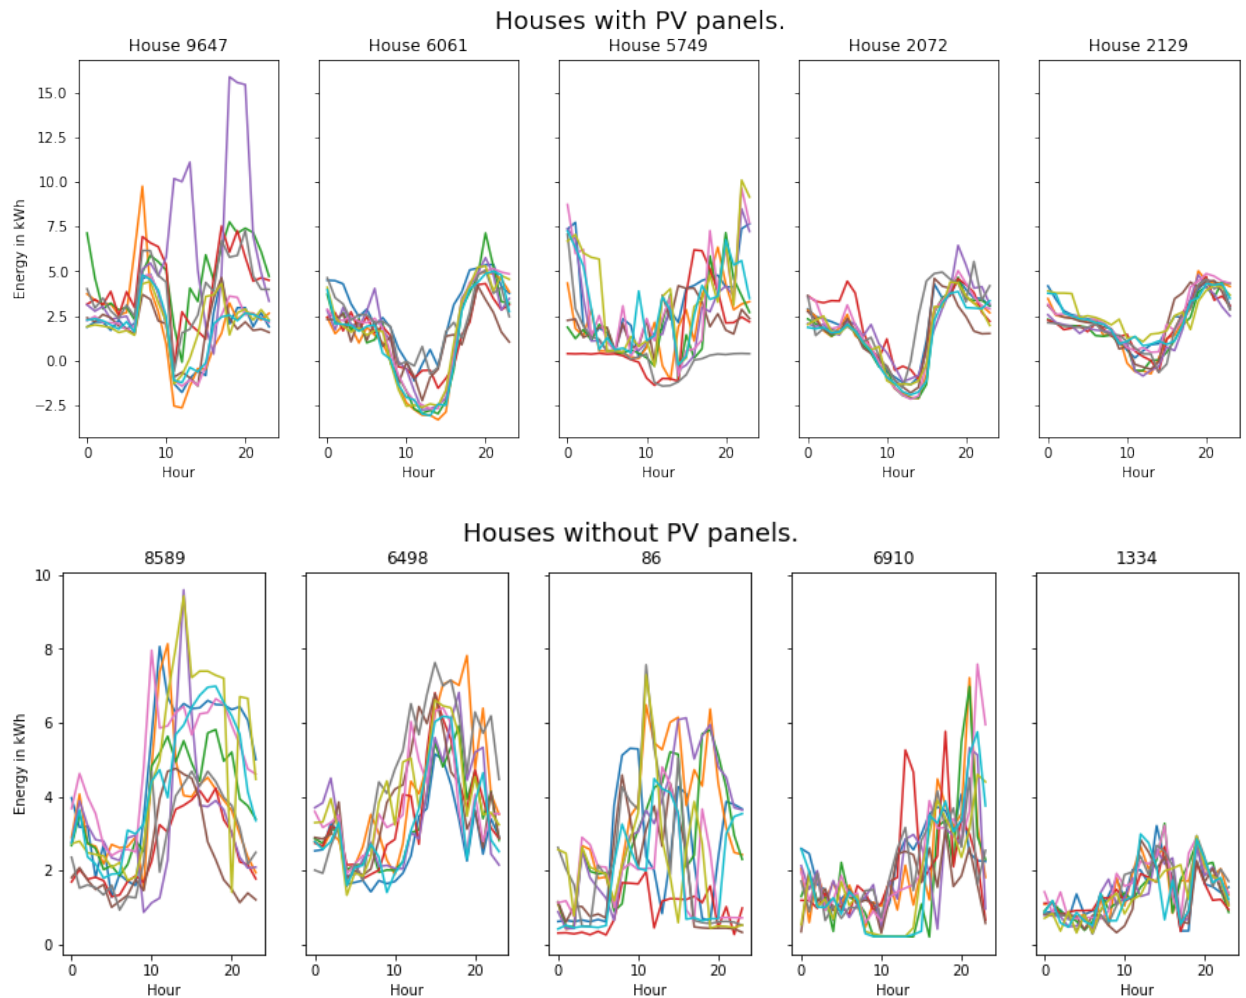 Houses with PV panels.
House 9647 House 6061 House 5749 House 2072 House 2129
Energy in kWh
15.0
12.5
10.0
7.5
5.0
2.5
0.0
−2.5
0 10 20 0 10 20 0 10 20 0 10 20 0 10 20
Hour Hour Hour Hour Hour
Houses without PV panels.
8589 6498 86 6910 1334
Energy in kWh
10
8
6
4
2
0
0 10 20 0 10 20 0 10 20 0 10 20 0 10 20
Hour Hour Hour Hour Hour